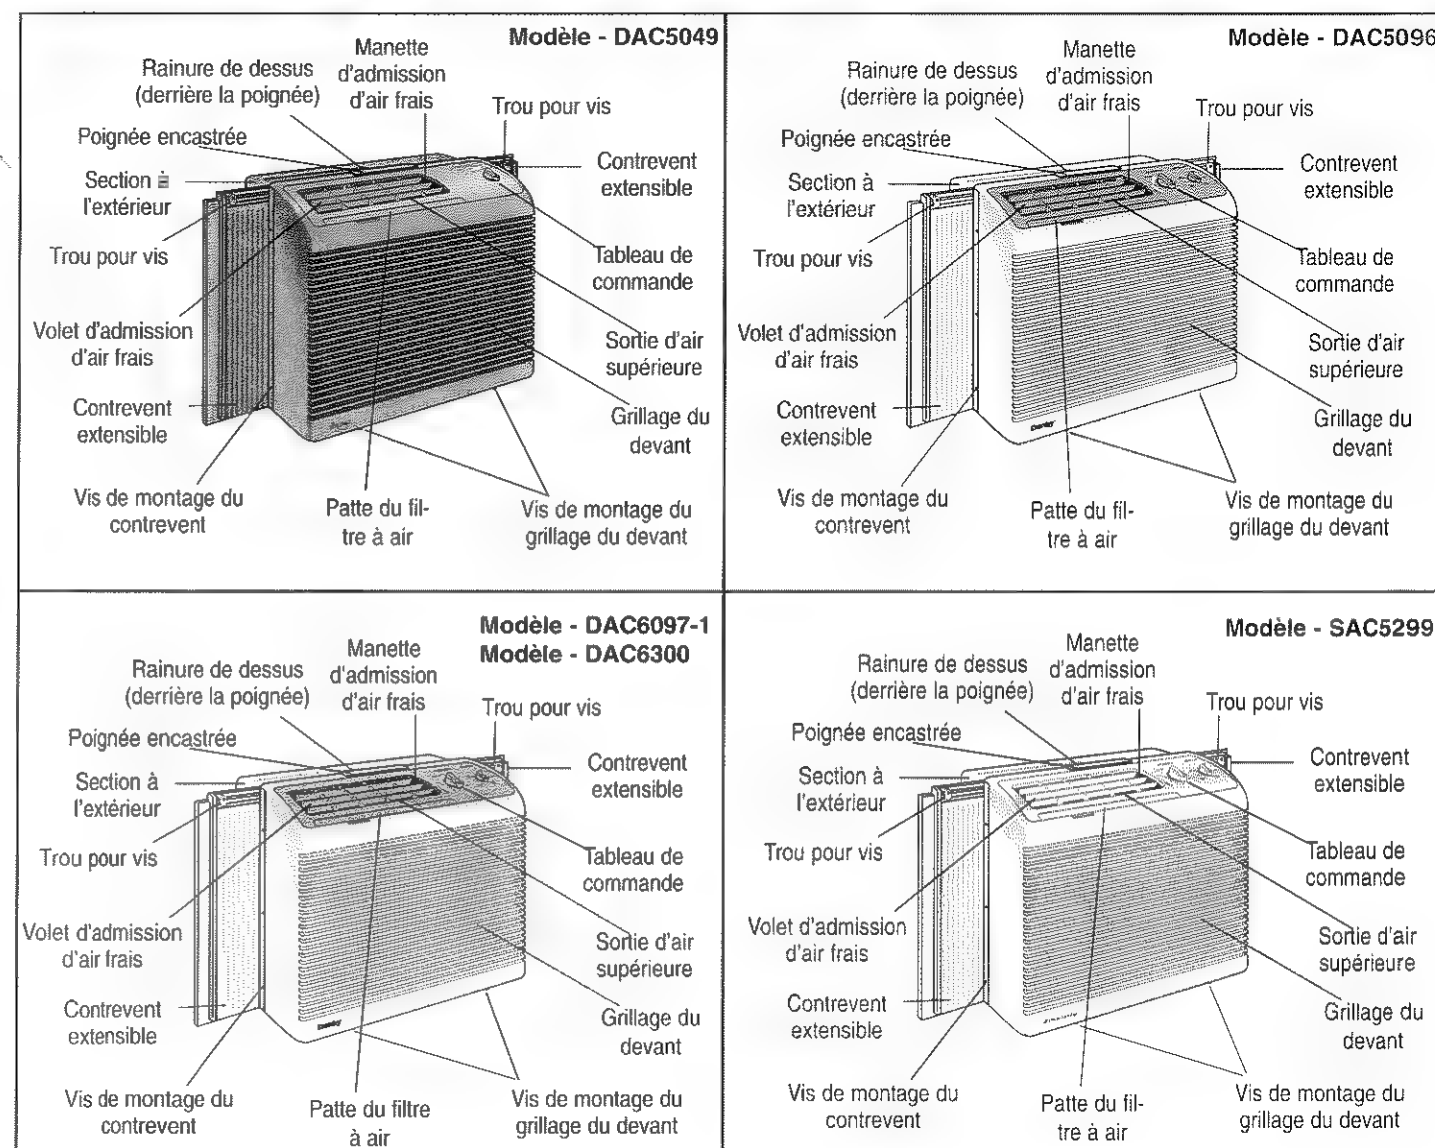 Modèle - DAC5049
Manette
d'admission
d'air frais
Rainure de dessus
(derrière la poignée)
Trou pour vis
Poignée encastrée
Contrevent
extensible
Section à
l'extérieur
Trou pour vis
Tableau de
commande
Volet d'admission
d'air frais
Sortie d'air
supérieure
Contrevent
extensible
Grillage du
devant
Vis de montage du
contrevent
Patte du fil-
tre à air
Vis de montage du
grillage du devant
Modèle - DAC5096
Manette
d'admission
d'air frais
Rainure de dessus
(derrière la poignée)
Trou pour vis
Poignée encastrée
Contrevent
extensible
Section à
l'extérieur
Trou pour vis
Tableau de
commande
Volet d'admission
d'air frais
Sortie d'air
supérieure
Contrevent
extensible
Grillage du
devant
Danby
Vis de montage du
contrevent
Patte du fil-
tre à air
Vis de montage du
grillage du devant
Modèle - DAC6097-1
Modèle - DAC6300
Manette
d'admission
d'air frais
Rainure de dessus
(derrière la poignée)
Trou pour vis
Poignée encastrée
Contrevent
extensible
Section à
l'extérieur
Trou pour vis
Tableau de
commande
Volet d'admission
d'air frais
Sortie d'air
supérieure
Contrevent
extensible
Grillage du
devant
Danby
Vis de montage du
contrevent
Patte du filtre
à air
Vis de montage du
grillage du devant
Modèle - SAC5299
Manette
d'admission
d'air frais
Rainure de dessus
(derrière la poignée)
Trou pour vis
Poignée encastrée
Contrevent
extensible
Section à
l'extérieur
Trou pour vis
Tableau de
commande
Volet d'admission
d'air frais
Sortie d'air
supérieure
Contrevent
extensible
Grillage du
devant
Vis de montage du
contrevent
Patte du fil-
tre à air
Vis de montage du
grillage du devant